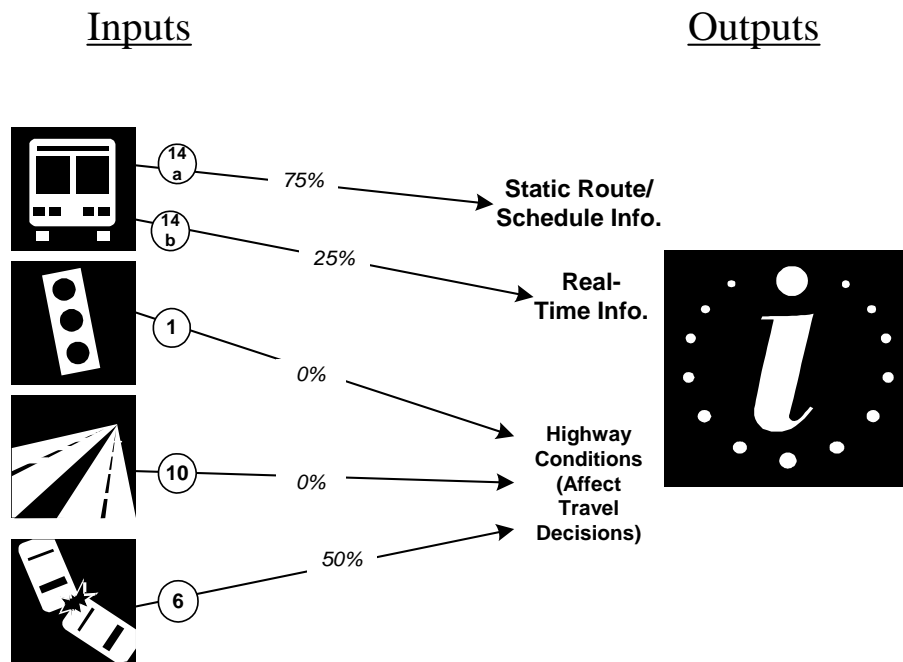 Inputs
Outputs
14
a
75%
Static Route/
Schedule Info.
14
b
25%
Real-
Time Info.
1
0%
10
0%
Highway
Conditions
(Affect
Travel
Decisions)
6
50%
i